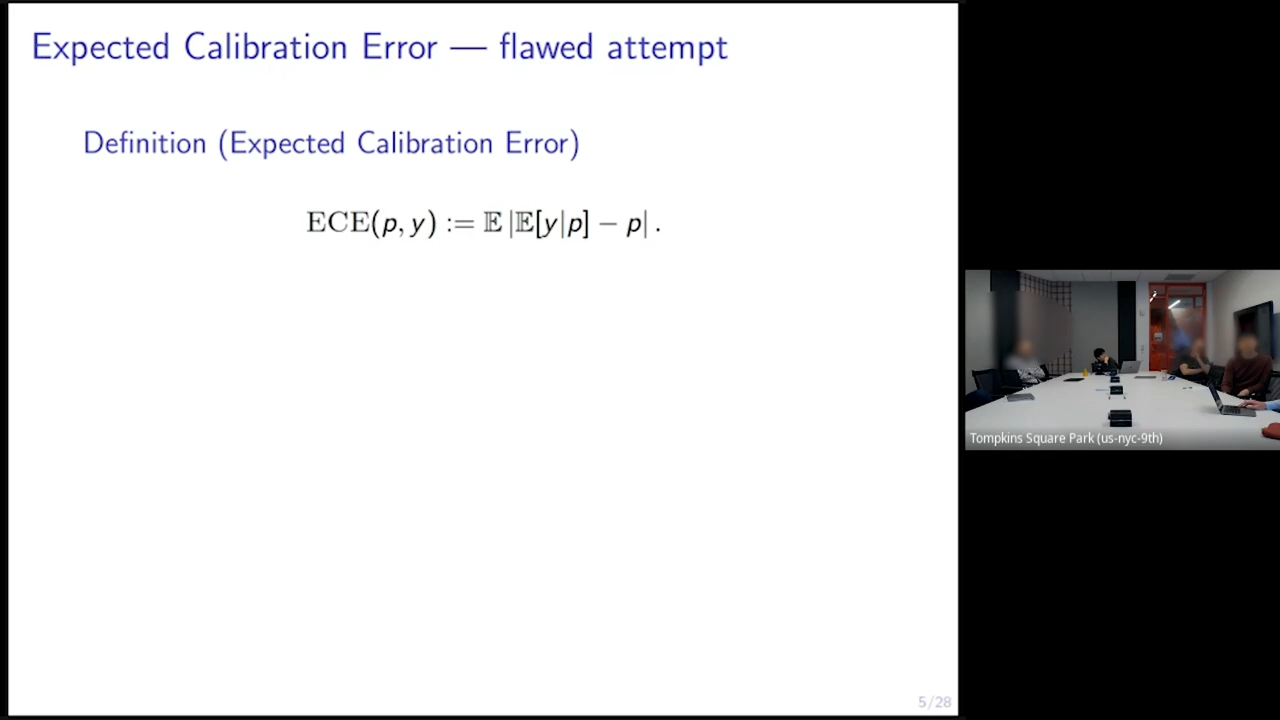 Expected Calibration Error — flawed attempt
Definition (Expected Calibration Error)
ECE(p, y) := 𝔼 |𝔼[y|p] − p| .
Tompkins Square Park (us-nyc-9th)
5/28